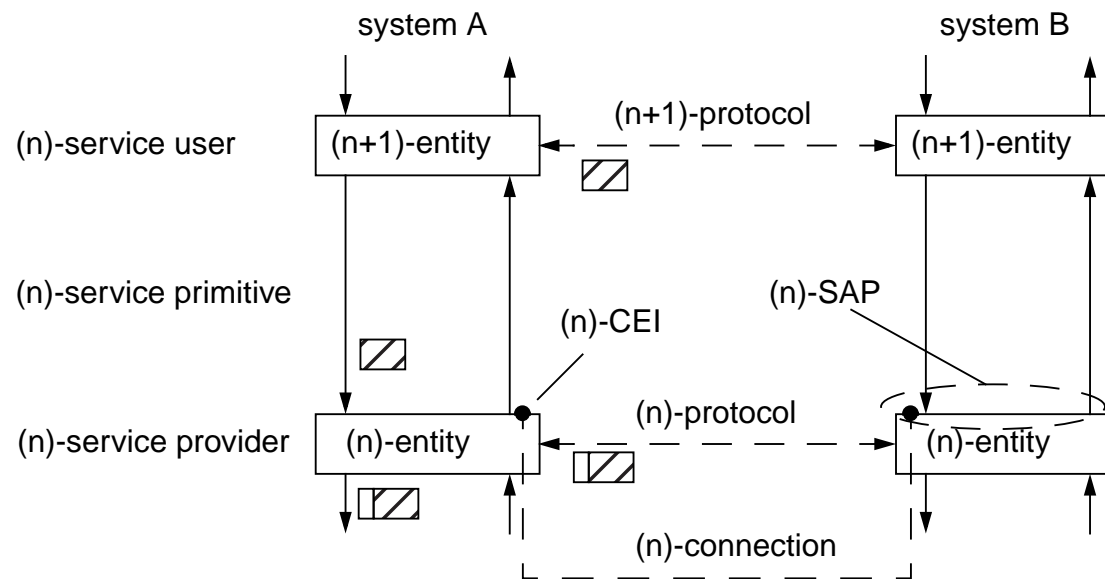 system A
system B
(n+1)-protocol
(n)-service user
(n+1)-entity
(n+1)-entity
(n)-service primitive
(n)-SAP
(n)-CEI
(n)-protocol
(n)-service provider
(n)-entity
(n)-entity
(n)-connection